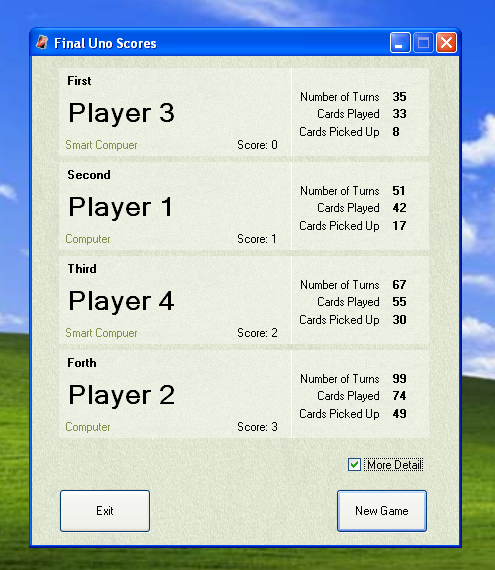 Final Uno Scores
First
Player 3
Smart Compuer
Score: 0
Number of Turns 35
Cards Played 33
Cards Picked Up 8
Second
Player 1
Computer
Score: 1
Number of Turns 51
Cards Played 42
Cards Picked Up 17
Third
Player 4
Smart Compuer
Score: 2
Number of Turns 67
Cards Played 55
Cards Picked Up 30
Forth
Player 2
Computer
Score: 3
Number of Turns 99
Cards Played 74
Cards Picked Up 49
More Detail
Exit
New Game